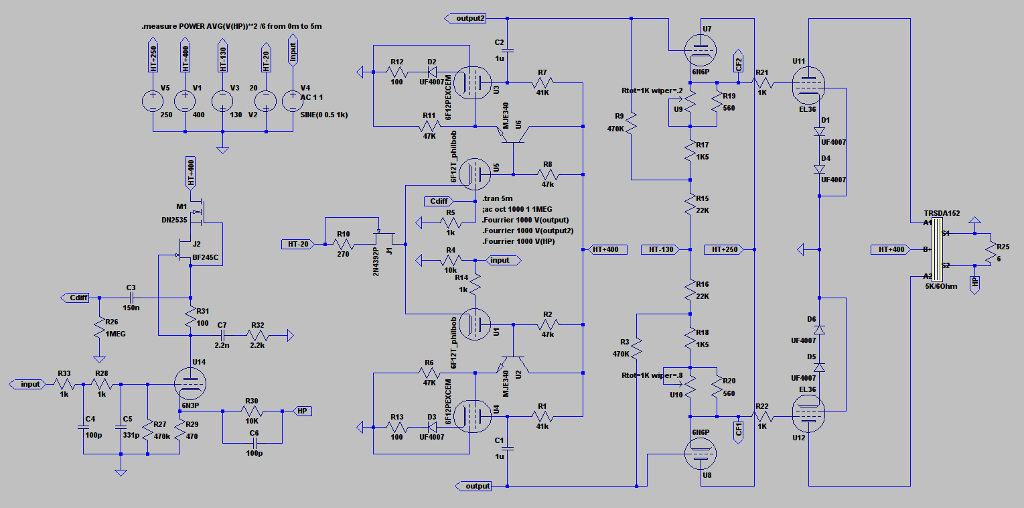 .measure POWER AVG(V(HP))**2 /6 from 0m to 5m
HT+250
HT+400
HT-130
HT-20
input
V5
250
V1
400
V3
130
20
V2
V4
AC 1 1
SINE(0 0.5 1k)
HT+400
M1
DN2535
J2
BF245C
Cdiff
C3
150n
R26
1MEG
R31
100
C7
2.2n
R32
2.2k
U14
6N3P
input
R33
1k
R28
1k
C4
100p
C5
331p
R27
470k
R29
470
R30
10K
C6
100p
HP
output2
C2
1u
R12
100
D2
UF4007
6F12PEXCEM
U3
R7
41K
R11
47K
MJE340
U6
6F12T_philbob
U5
R8
47k
Cdiff
R5
1k
.tran 5m
;ac oct 1000 1 1MEG
.Fourrier 1000 V(output)
.Fourrier 1000 V(output2)
.Fourrier 1000 V(HP)
HT-20
R10
270
2N4392P
J1
R4
10k
input
R14
1k
6F12T_philbob
U1
R2
47k
R6
47K
MJE340
U2
6F12PEXCEM
U4
R13
100
D3
UF4007
R1
41k
C1
1u
output
HT+400
R9
470K
U7
6H6P
CF2
Rtot=1K wiper=.2
U9
R19
560
R17
1K5
R15
22K
HT-130
HT+250
R16
22K
R3
470K
R18
1K5
Rtot=1K wiper=.8
U10
R20
560
6H6P
CF1
U8
R21
1K
U11
EL36
D1
UF4007
D4
UF4007
D6
UF4007
D5
UF4007
EL36
R22
1K
U12
TRSDA152
A1
S1
HT+400
B
S2
A2
5K/6Ohm
R25
6
HP